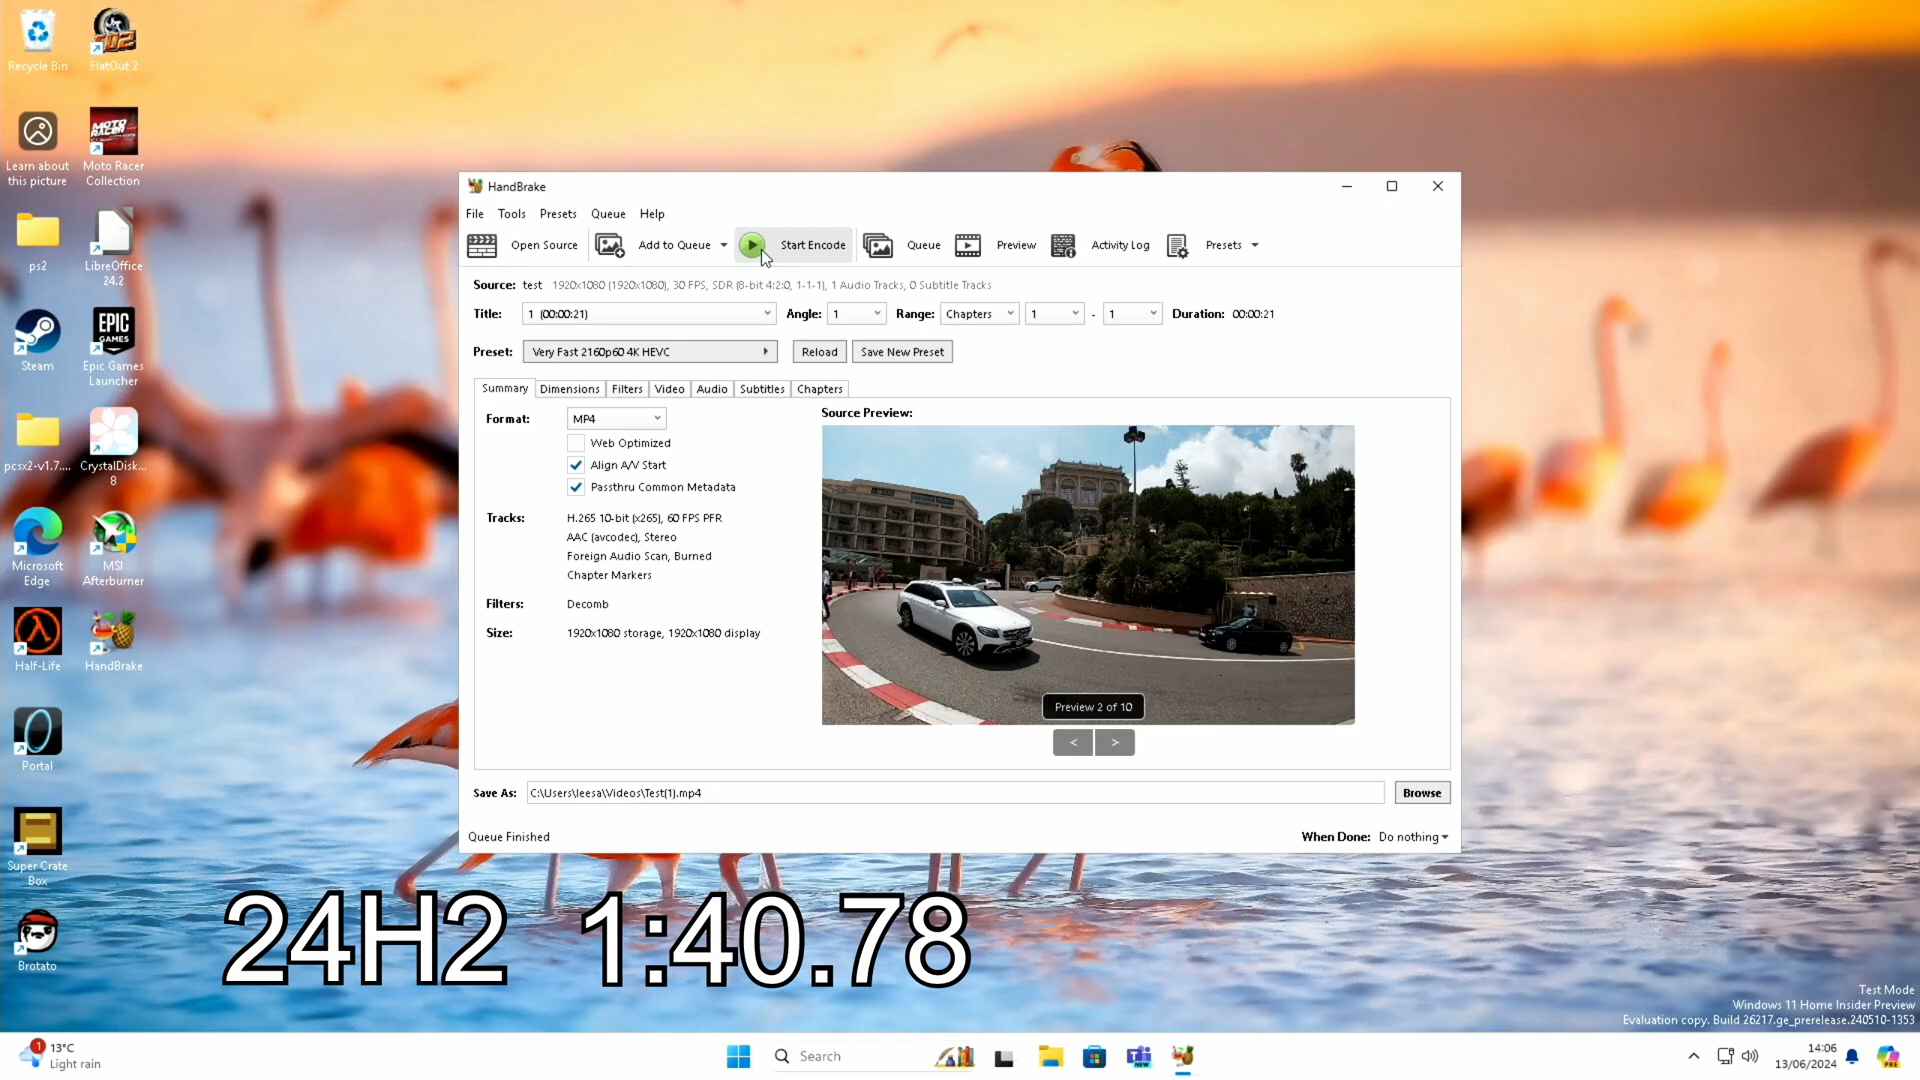 Recycle Bin
FlatOut 2
Learn about
this picture
MOTO
RACER
Moto Racer
Collection
ps2
LibreOffice
24.2
Steam
EPIC
GAMES
Epic Games
Launcher
pcsx2-v1.7....
CrystalDisk...
8
Microsoft
Edge
MSI
Afterburner
Half-Life
HandBrake
Portal
Super Crate
Box
Brotato
HandBrake
File Tools Presets Queue Help
Open Source Add to Queue Start Encode Queue Preview Activity Log Presets
Source: test 1920x1080 (1920x1080), 30 FPS, SDR (8-bit 4:2:0, 1-1-1), 1 Audio Tracks, 0 Subtitle Tracks
Title: 1 (00:00:21) Angle: 1 Range: Chapters 1 - 1 Duration: 00:00:21
Preset: Very Fast 2160p60 4K HEVC Reload Save New Preset
Summary Dimensions Filters Video Audio Subtitles Chapters
Format: MP4
Web Optimized
Align A/V Start
Passthru Common Metadata
Tracks: H.265 10-bit (x265), 60 FPS PFR
AAC (avcodec), Stereo
Foreign Audio Scan, Burned
Chapter Markers
Filters: Decomb
Size: 1920x1080 storage, 1920x1080 display
Source Preview:
Preview 2 of 10
< >
Save As: C:\Users\leesa\Videos\Test(1).mp4 Browse
Queue Finished When Done: Do nothing
24H2 1:40.78
Test Mode
Windows 11 Home Insider Preview
Evaluation copy. Build 26217.ge_prerelease.240510-1353
1
13°C
Light rain
Search
NEW
14:06
13/06/2024
PRE